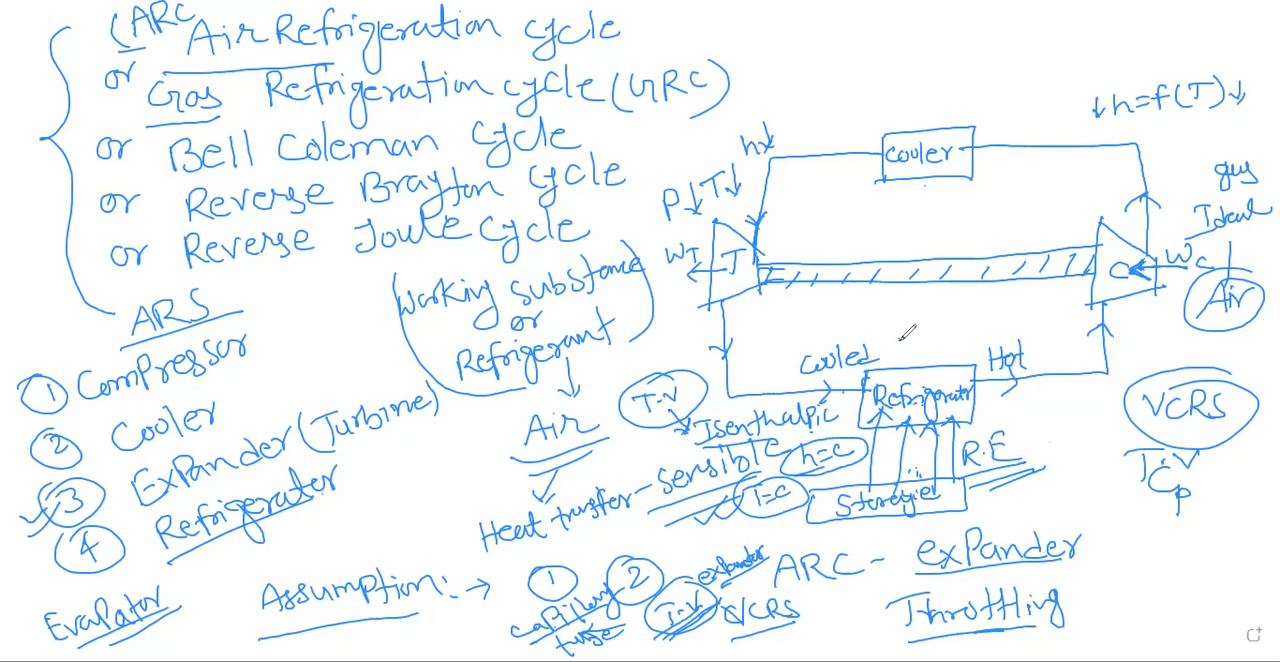 (ARC Air Refrigeration cycle
or Gas Refrigeration cycle (GRC)
or Bell Coleman cycle
or Reverse Brayton cycle
or Reverse Joule cycle
ARS
① Compressor
② Cooler
③ Expander (Turbine)
④ Refrigerator
Evapator
(Working substance
or
Refrigerant)
Air
Heat transfer - sensible
T-V
Isenthalpic
h=c
T=c
Assumption: →
① ②
capillary
tube
T-V
expander
VCRS
ARC - expander
Throttling
h↓
cooler
↓h=f(T)↓
P↓T↓
WT
T
C
Wc
gas
Ideal
Air
cooled
Refrigerator
Hot
R.E
Storage
VCRS
T.V
Cp